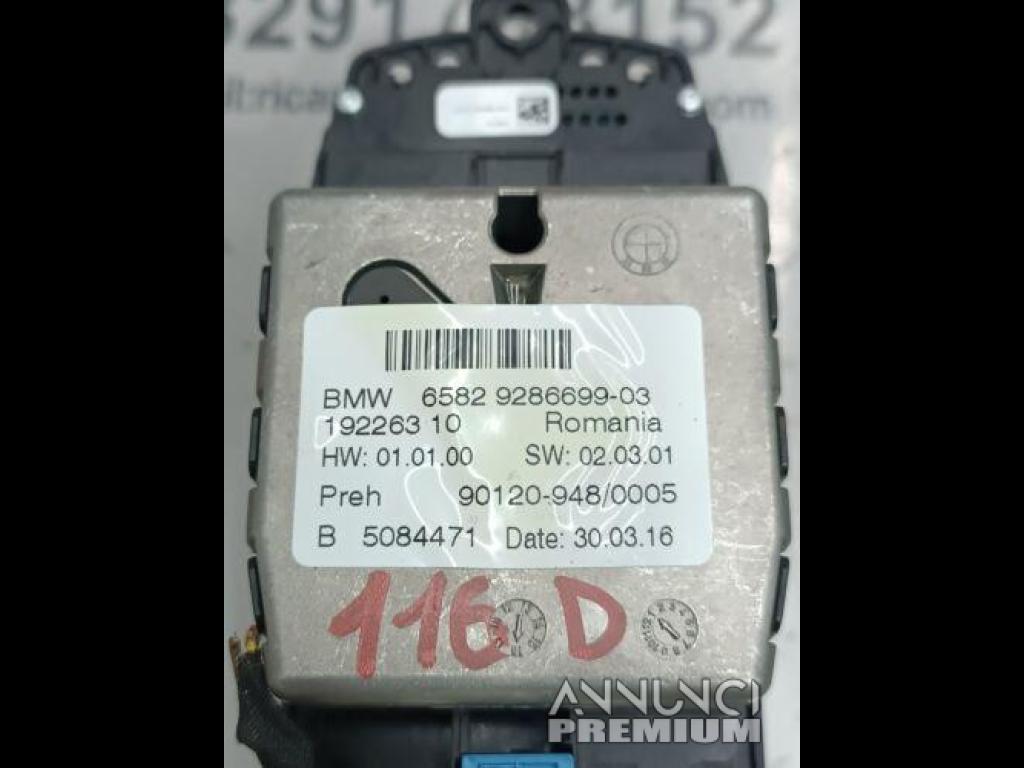 BMW 6582 9286699-03
192263 10 Romania
HW: 01.01.00 SW: 02.03.01
Preh 90120-948/0005
B 5084471 Date: 30.03.16
116 D
ANNUNCI
PREMIUM